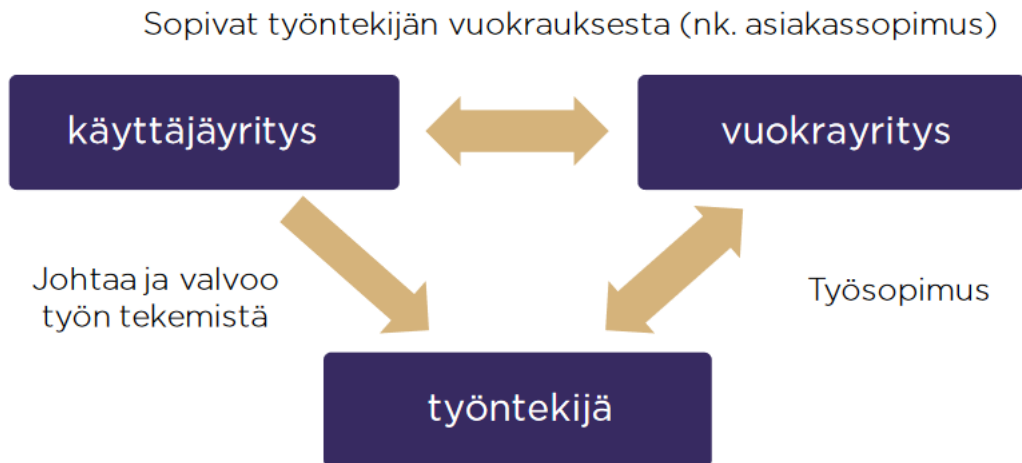 Sopivat työntekijän vuokrauksesta (nk. asiakassopimus)
käyttäjäyritys
vuokrayritys
Johtaa ja valvoo
työn tekemistä
Työsopimus
työntekijä